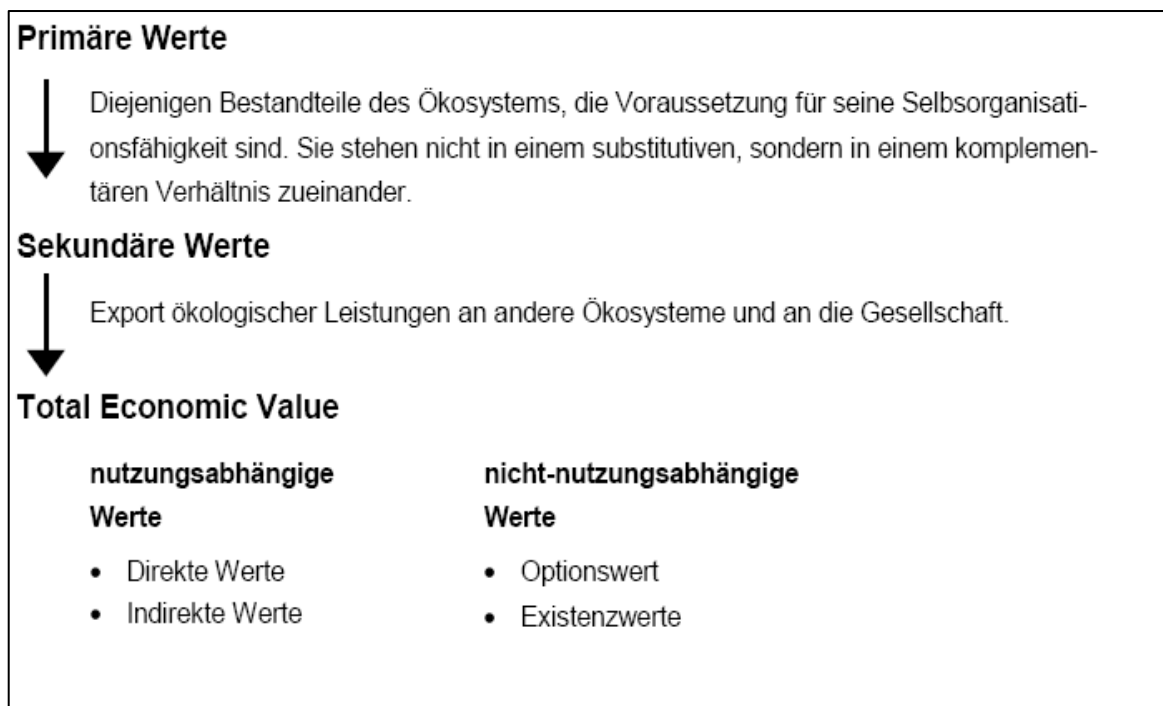 Primäre Werte
Diejenigen Bestandteile des Ökosystems, die Voraussetzung für seine Selbsorganisati-
onsfähigkeit sind. Sie stehen nicht in einem substitutiven, sondern in einem komplemen-
tären Verhältnis zueinander.
Sekundäre Werte
Export ökologischer Leistungen an andere Ökosysteme und an die Gesellschaft.
Total Economic Value
nutzungsabhängige
Werte
• Direkte Werte
• Indirekte Werte
nicht-nutzungsabhängige
Werte
• Optionswert
• Existenzwerte